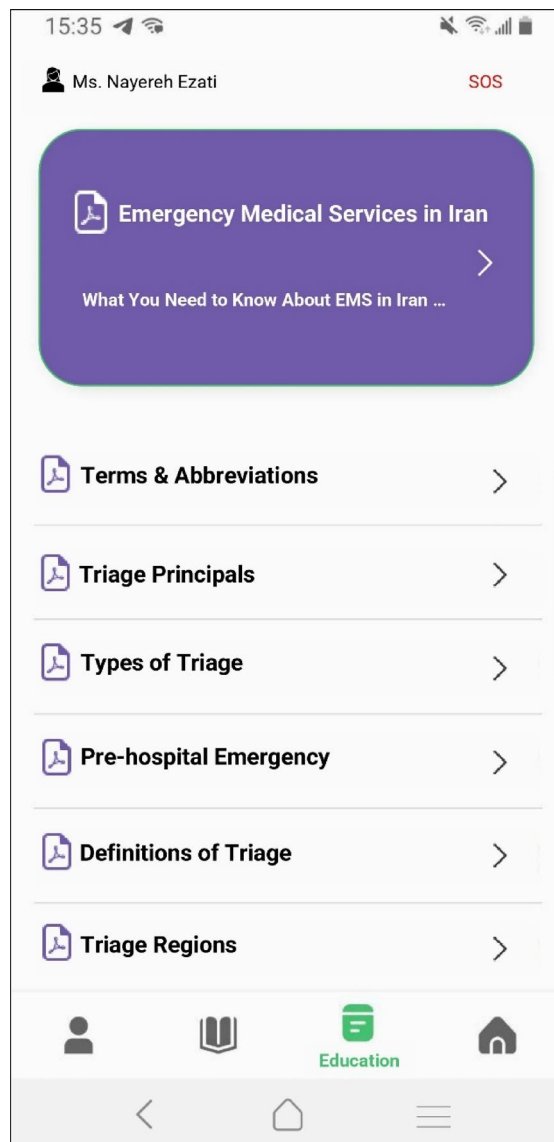 15:35
Ms. Nayereh Ezati
SOS
Emergency Medical Services in Iran
What You Need to Know About EMS in Iran ...
Terms & Abbreviations
Triage Principals
Types of Triage
Pre-hospital Emergency
Definitions of Triage
Triage Regions
Education